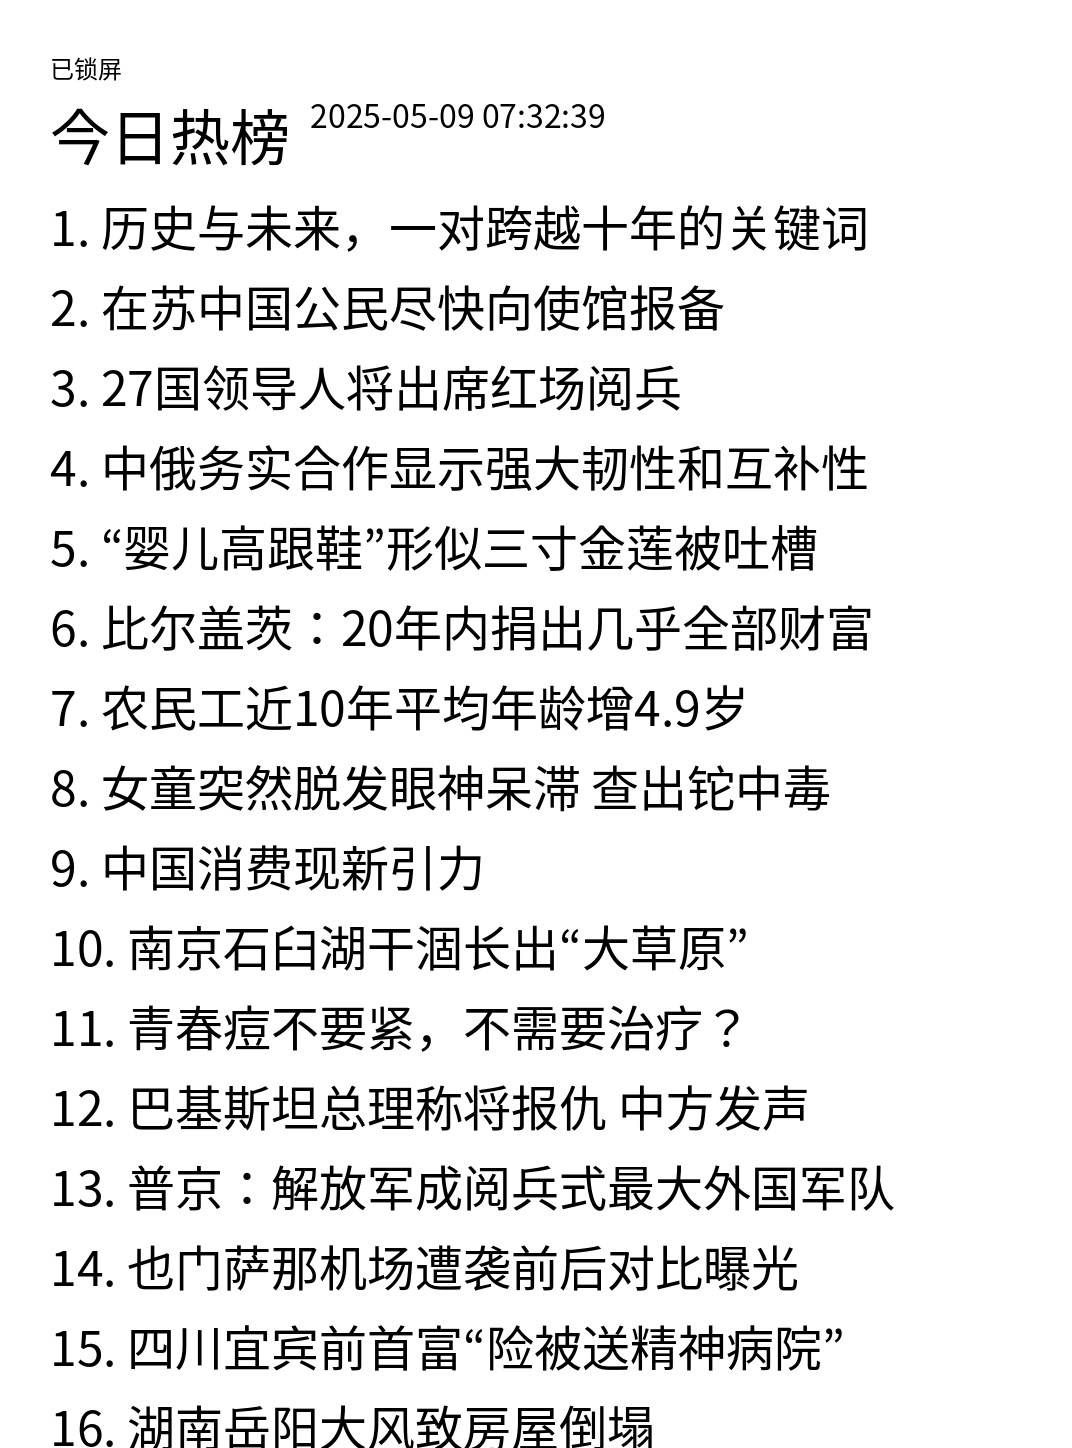 已锁屏
今日热榜 2025-05-09 07:32:39
1. 历史与未来，一对跨越十年的关键词
2. 在苏中国公民尽快向使馆报备
3. 27国领导人将出席红场阅兵
4. 中俄务实合作显示强大韧性和互补性
5. “婴儿高跟鞋”形似三寸金莲被吐槽
6. 比尔盖茨：20年内捐出几乎全部财富
7. 农民工近10年平均年龄增4.9岁
8. 女童突然脱发眼神呆滞 查出铊中毒
9. 中国消费现新引力
10. 南京石臼湖干涸长出“大草原”
11. 青春痘不要紧，不需要治疗？
12. 巴基斯坦总理称将报仇 中方发声
13. 普京：解放军成阅兵式最大外国军队
14. 也门萨那机场遭袭前后对比曝光
15. 四川宜宾前首富“险被送精神病院”
16. 湖南岳阳大风致房屋倒塌